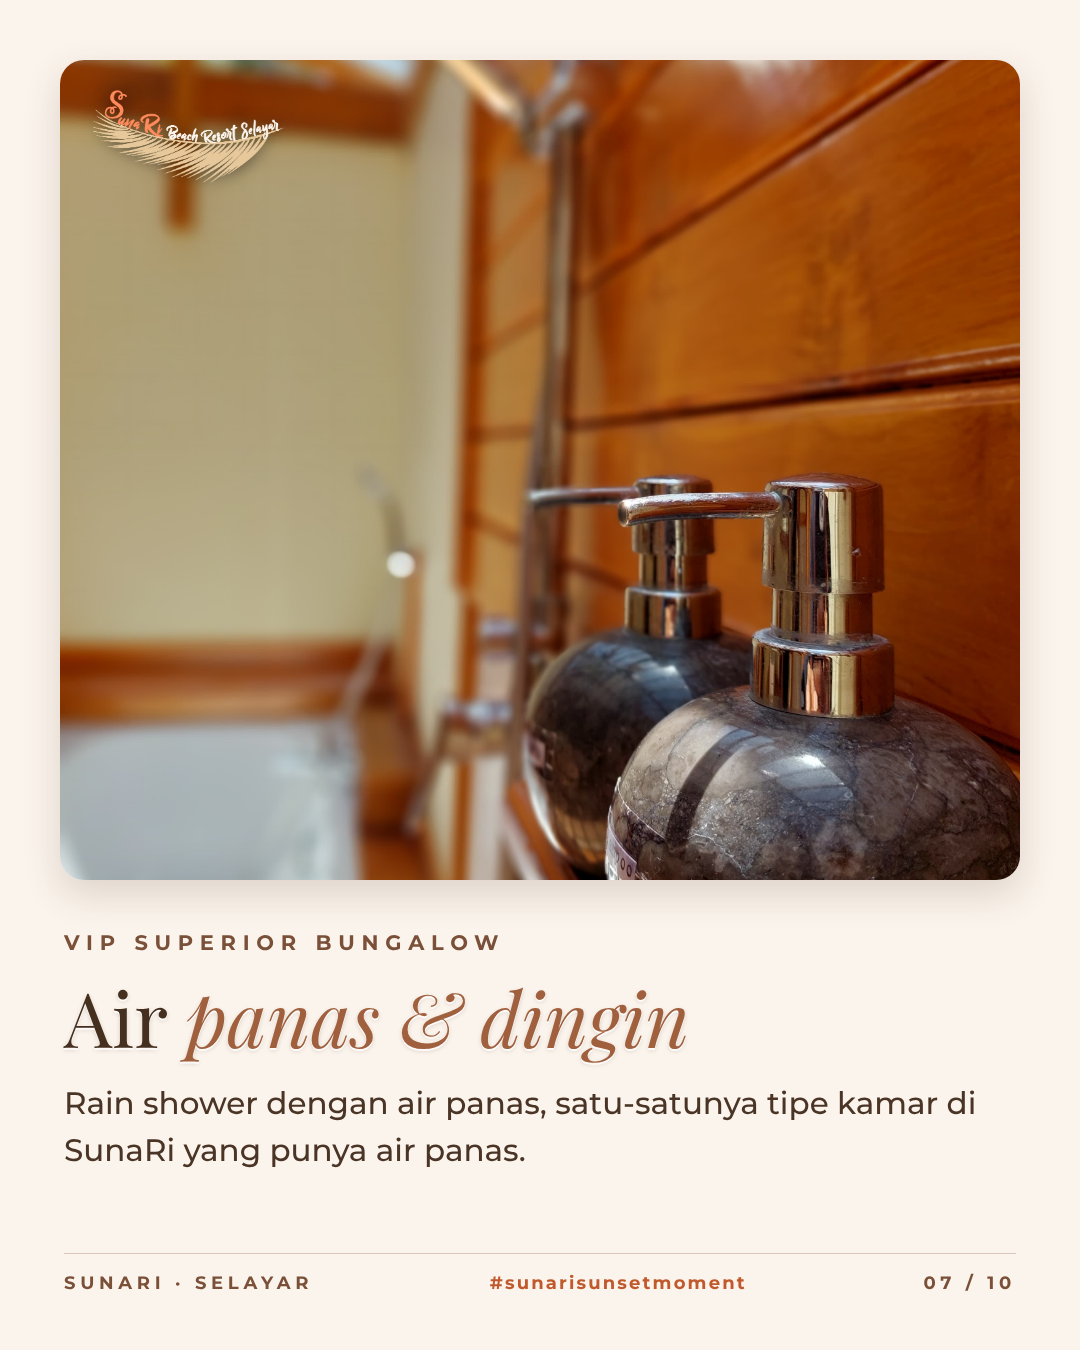 SunaRi Beach Resort Selayar
VIP SUPERIOR BUNGALOW
Air panas & dingin
Rain shower dengan air panas, satu-satunya tipe kamar di
SunaRi yang punya air panas.
SUNARI · SELAYAR
#sunarisunsetmoment
07 / 10